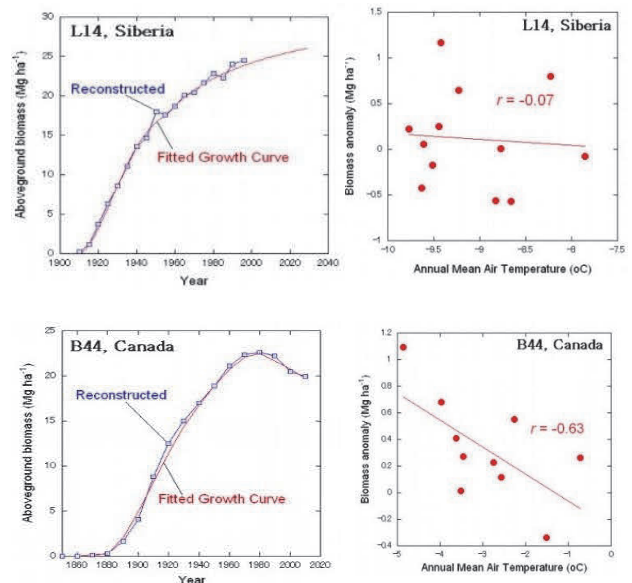 L14, Siberia
Aboveground biomass (Mg ha⁻¹)
30
25
20
15
10
5
0
Reconstructed
Fitted Growth Curve
1900 1920 1940 1960 1980 2000 2020 2040
Year
L14, Siberia
Biomass anomaly (Mg ha⁻¹)
1.5
1
0.5
0
-0.5
-1
r = -0.07
-10 -9.5 -9 -8.5 -8 -7.5
Annual Mean Air Temperature (oC)
B44, Canada
Aboveground biomass (Mg ha⁻¹)
25
20
15
10
5
0
Reconstructed
Fitted Growth Curve
1860 1880 1900 1920 1940 1960 1980 2000 2020
Year
B44, Canada
Biomass anomaly (Mg ha⁻¹)
1.2
1
0.8
0.6
0.4
0.2
0
0.2
0.4
r = -0.63
-5 -4 -3 -2 -1 0
Annual Mean Air Temperature (oC)